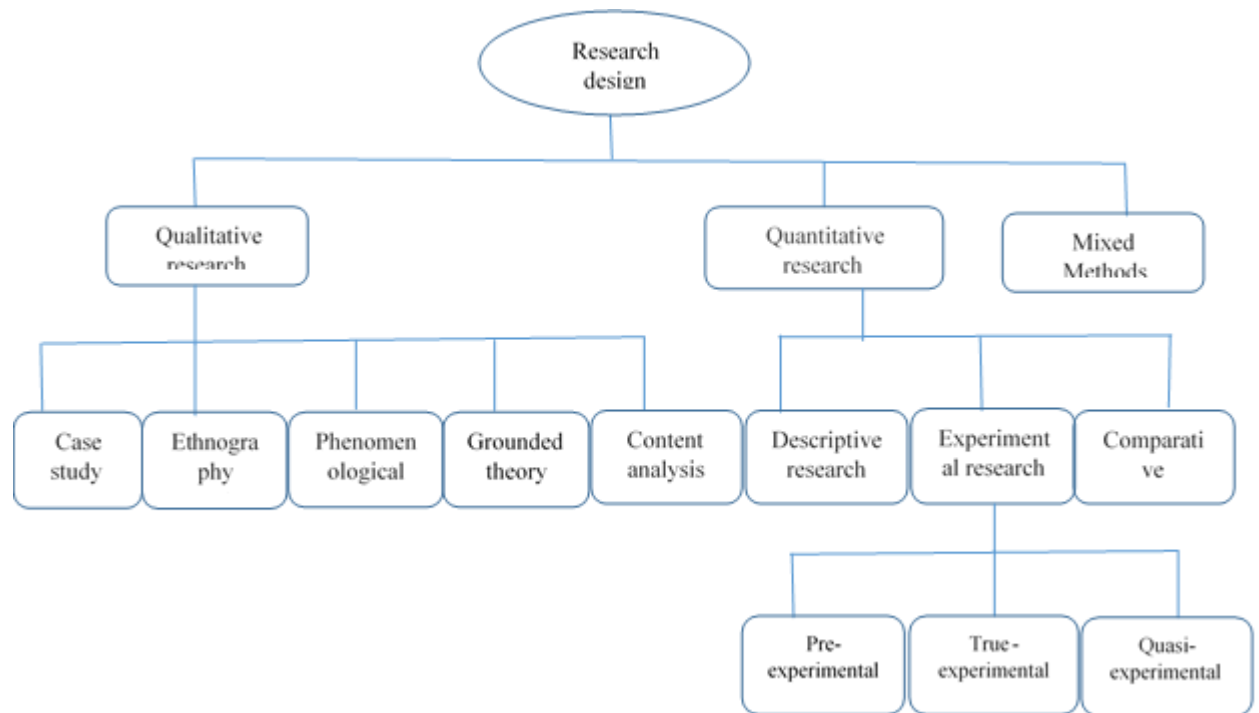 Research
design
Qualitative
research
Quantitative
research
Mixed
Methods
Case
study
Ethnogra
phy
Phenomen
ological
Grounded
theory
Content
analysis
Descriptive
research
Experiment
al research
Comparati
ve
Pre-
experimental
True-
experimental
Quasi-
experimental